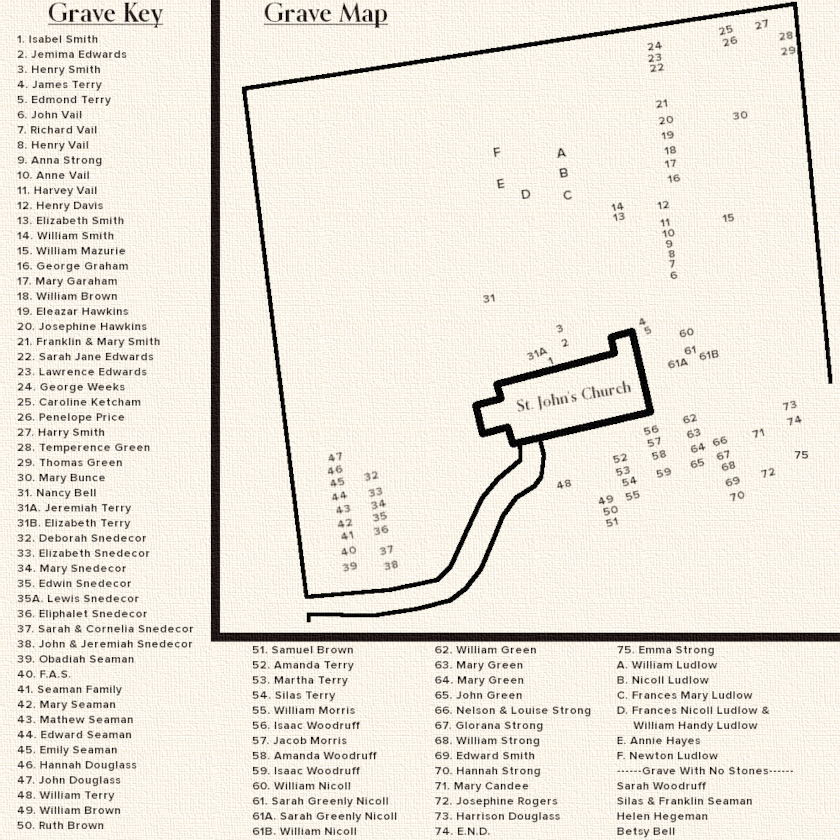 Grave Key
1. Isabel Smith
2. Jemima Edwards
3. Henry Smith
4. James Terry
5. Edmond Terry
6. John Vail
7. Richard Vail
8. Henry Vail
9. Anna Strong
10. Anne Vail
11. Harvey Vail
12. Henry Davis
13. Elizabeth Smith
14. William Smith
15. William Mazurie
16. George Graham
17. Mary Garaham
18. William Brown
19. Eleazar Hawkins
20. Josephine Hawkins
21. Franklin & Mary Smith
22. Sarah Jane Edwards
23. Lawrence Edwards
24. George Weeks
25. Caroline Ketcham
26. Penelope Price
27. Harry Smith
28. Temperence Green
29. Thomas Green
30. Mary Bunce
31. Nancy Bell
31A. Jeremiah Terry
31B. Elizabeth Terry
32. Deborah Snedecor
33. Elizabeth Snedecor
34. Mary Snedecor
35. Edwin Snedecor
35A. Lewis Snedecor
36. Eliphalet Snedecor
37. Sarah & Cornelia Snedecor
38. John & Jeremiah Snedecor
39. Obadiah Seaman
40. F.A.S.
41. Seaman Family
42. Mary Seaman
43. Mathew Seaman
44. Edward Seaman
45. Emily Seaman
46. Hannah Douglass
47. John Douglass
48. William Terry
49. William Brown
50. Ruth Brown
Grave Map
25
27
24
26
28
23
29
22
21
20
30
19
F
A
18
17
B
16
E
D
C
14
12
13
15
11
10
9
8
7
6
31
3
4
5
60
2
31A
1
61
61B
61A
St. John's Church
73
62
74
56
63
71
57
66
64
75
58
67
47
52
65
68
46
53
59
72
45
32
54
69
48
44
33
55
70
49
43
34
50
42
35
51
41
36
40
37
39
38
51. Samuel Brown
52. Amanda Terry
53. Martha Terry
54. Silas Terry
55. William Morris
56. Isaac Woodruff
57. Jacob Morris
58. Amanda Woodruff
59. Isaac Woodruff
60. William Nicoll
61. Sarah Greenly Nicoll
61A. Sarah Greenly Nicoll
61B. William Nicoll
62. William Green
63. Mary Green
64. Mary Green
65. John Green
66. Nelson & Louise Strong
67. Glorana Strong
68. William Strong
69. Edward Smith
70. Hannah Strong
71. Mary Candee
72. Josephine Rogers
73. Harrison Douglass
74. E.N.D.
75. Emma Strong
A. William Ludlow
B. Nicoll Ludlow
C. Frances Mary Ludlow
D. Frances Nicoll Ludlow &
William Handy Ludlow
E. Annie Hayes
F. Newton Ludlow
------Grave With No Stones------
Sarah Woodruff
Silas & Franklin Seaman
Helen Hegeman
Betsy Bell